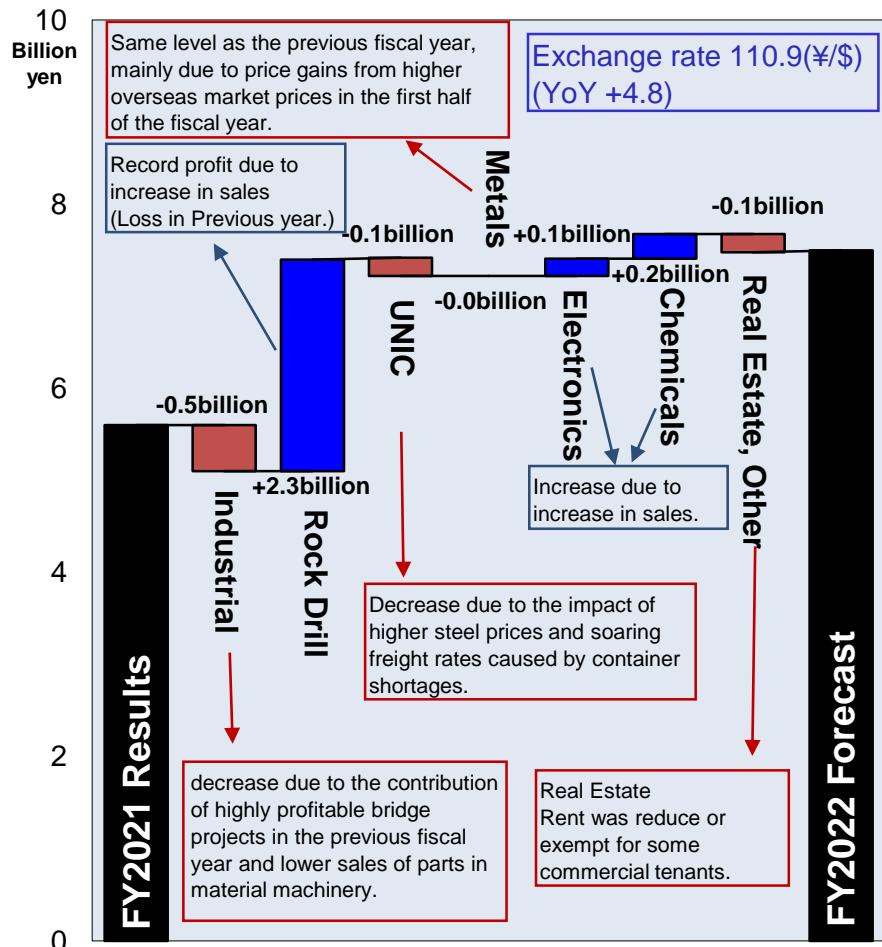 10
Billion
yen
8
6
4
2
0
Same level as the previous fiscal year,
mainly due to price gains from higher
overseas market prices in the first half
of the fiscal year.
Exchange rate 110.9(¥/$)
(YoY +4.8)
Record profit due to
increase in sales
(Loss in Previous year.)
Metals
-0.1billion
+0.1billion
-0.1billion
-0.0billion
+0.2billion
UNIC
Electronics
Chemicals
Real Estate, Other
-0.5billion
+2.3billion
Industrial
Rock Drill
Increase due to
increase in sales.
Decrease due to the impact of
higher steel prices and soaring
freight rates caused by container
shortages.
FY2021 Results
FY2022 Forecast
decrease due to the contribution
of highly profitable bridge
projects in the previous fiscal
year and lower sales of parts in
material machinery.
Real Estate
Rent was reduce or
exempt for some
commercial tenants.